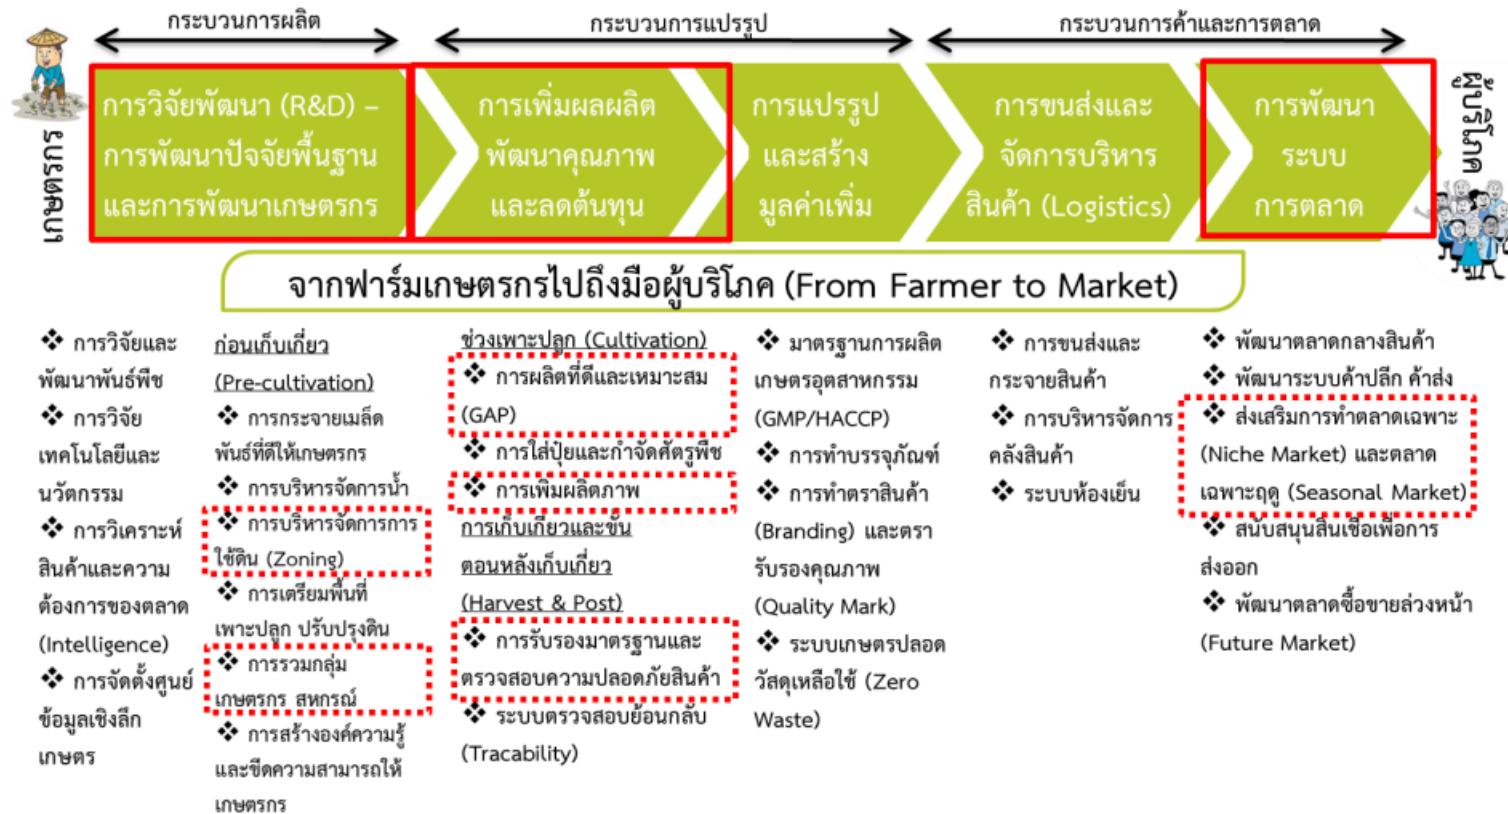 กระบวนการผลิต
กระบวนการแปรรูป
กระบวนการค้าและการตลาด
เกษตรกร
การวิจัยพัฒนา (R&D) –
การพัฒนาปัจจัยพื้นฐาน
และการพัฒนาเกษตรกร
การเพิ่มผลผลิต
พัฒนาคุณภาพ
และลดต้นทุน
การแปรรูป
และสร้าง
มูลค่าเพิ่ม
การขนส่งและ
จัดการบริหาร
สินค้า (Logistics)
การพัฒนา
ระบบ
การตลาด
ผู้บริโภค
จากฟาร์มเกษตรกรไปถึงมือผู้บริโภค (From Farmer to Market)
❖ การวิจัยและ
พัฒนาพันธ์พืช
❖ การวิจัย
เทคโนโลยีและ
นวัตกรรม
❖ การวิเคราะห์
สินค้าและความ
ต้องการของตลาด
(Intelligence)
❖ การจัดตั้งศูนย์
ข้อมูลเชิงลึก
เกษตร
ก่อนเก็บเกี่ยว
(Pre-cultivation)
❖ การกระจายเมล็ด
พันธ์ที่ดีให้เกษตรกร
❖ การบริหารจัดการน้ำ
❖ การบริหารจัดการการ
ใช้ดิน (Zoning)
❖ การเตรียมพื้นที่
เพาะปลูก ปรับปรุงดิน
❖ การรวมกลุ่ม
เกษตรกร สหกรณ์
❖ การสร้างองค์ความรู้
และขีดความสามารถให้
เกษตรกร
ช่วงเพาะปลูก (Cultivation)
❖ การผลิตที่ดีและเหมาะสม
(GAP)
❖ การใส่ปุ๋ยและกำจัดศัตรูพืช
❖ การเพิ่มผลิตภาพ
การเก็บเกี่ยวและขั้น
ตอนหลังเก็บเกี่ยว
(Harvest & Post)
❖ การรับรองมาตรฐานและ
ตรวจสอบความปลอดภัยสินค้า
❖ ระบบตรวจสอบย้อนกลับ
(Tracability)
❖ มาตรฐานการผลิต
เกษตรอุตสาหกรรม
(GMP/HACCP)
❖ การทำบรรจุภัณฑ์
❖ การทำตราสินค้า
(Branding) และตรา
รับรองคุณภาพ
(Quality Mark)
❖ ระบบเกษตรปลอด
วัสดุเหลือใช้ (Zero
Waste)
❖ การขนส่งและ
กระจายสินค้า
❖ การบริหารจัดการ
คลังสินค้า
❖ ระบบห้องเย็น
❖ พัฒนาตลาดกลางสินค้า
❖ พัฒนาระบบค้าปลีก ค้าส่ง
❖ ส่งเสริมการทำตลาดเฉพาะ
(Niche Market) และตลาด
เฉพาะฤดู (Seasonal Market)
❖ สนับสนุนสินเชื่อเพื่อการ
ส่งออก
❖ พัฒนาตลาดซื้อขายล่วงหน้า
(Future Market)